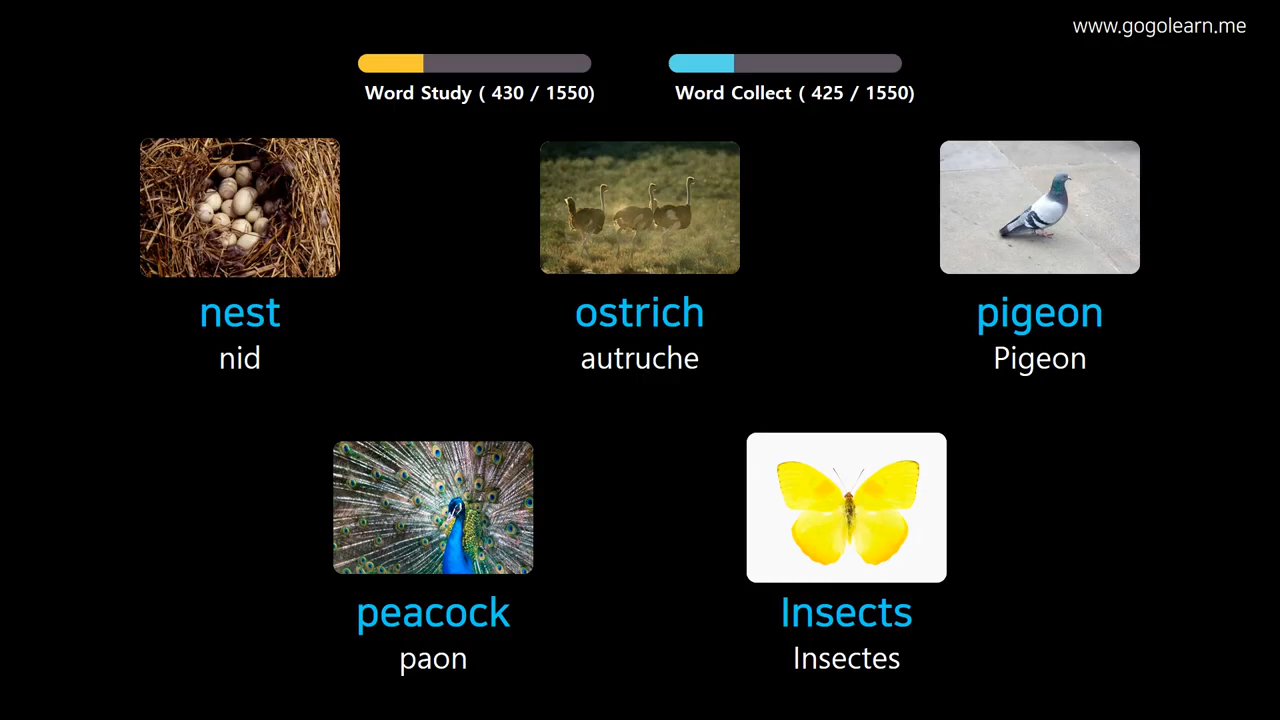 www.gogolearn.me
Word Study ( 430 / 1550)
Word Collect ( 425 / 1550)
nest
nid
ostrich
autruche
pigeon
Pigeon
peacock
paon
Insects
Insectes